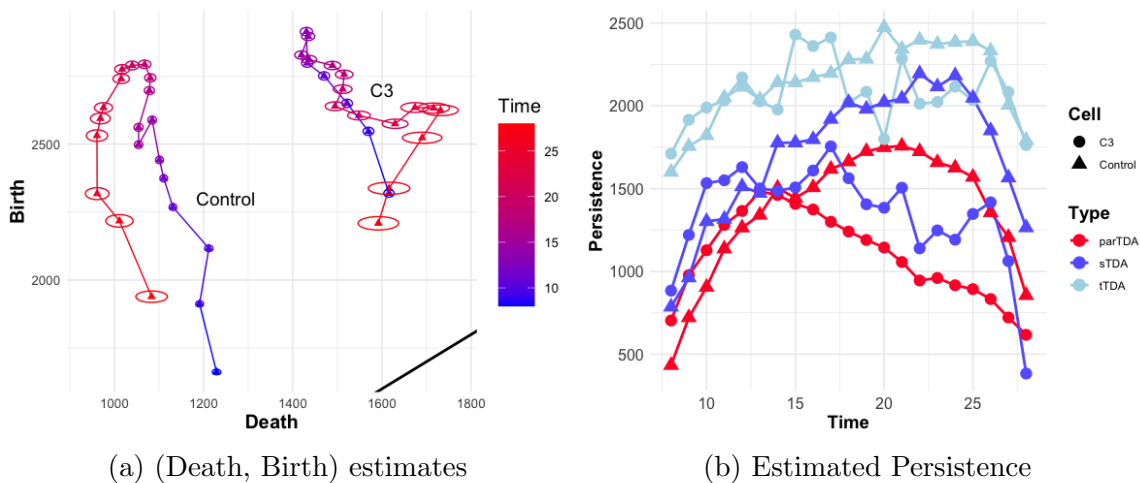 2500
2000
Birth
1000
1200
1400
1600
1800
Death
Control
C3
Time
25
20
15
10
(a) (Death, Birth) estimates
2500
2000
1500
1000
500
Persistence
10
15
20
25
Time
Cell
C3
Control
Type
parTDA
sTDA
tTDA
(b) Estimated Persistence